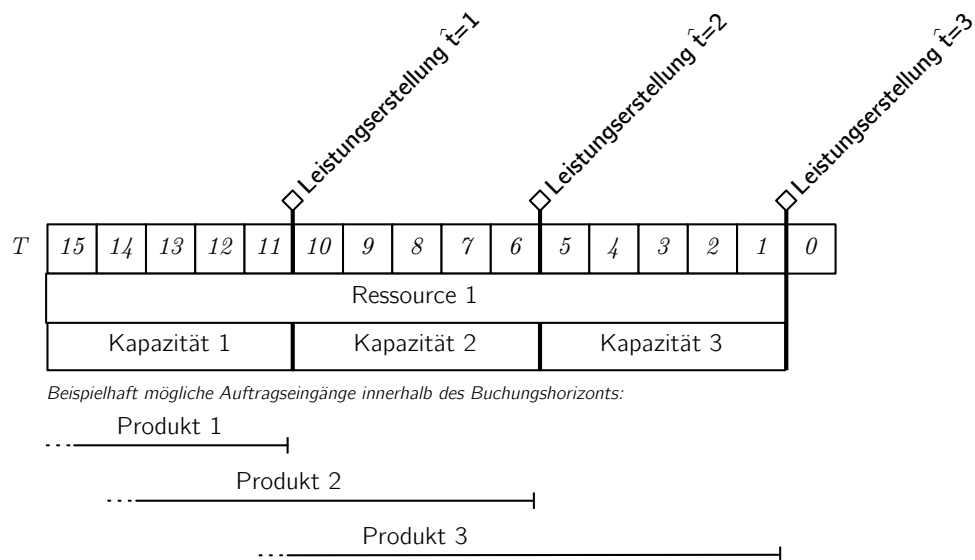 Leistungserstellung t̂=1
Leistungserstellung t̂=2
Leistungserstellung t̂=3
T 15 14 13 12 11 10 9 8 7 6 5 4 3 2 1 0
Ressource 1
Kapazität 1 Kapazität 2 Kapazität 3
Beispielhaft mögliche Auftragseingänge innerhalb des Buchungshorizonts:
Produkt 1
Produkt 2
Produkt 3